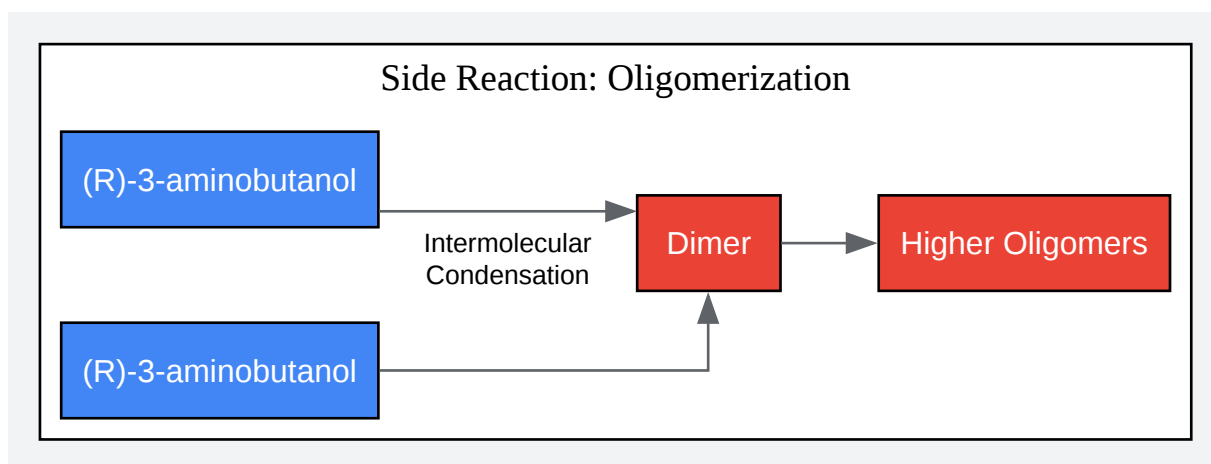 Side Reaction: Oligomerization
(R)-3-aminobutanol
Intermolecular
Condensation
Dimer
Higher Oligomers
(R)-3-aminobutanol